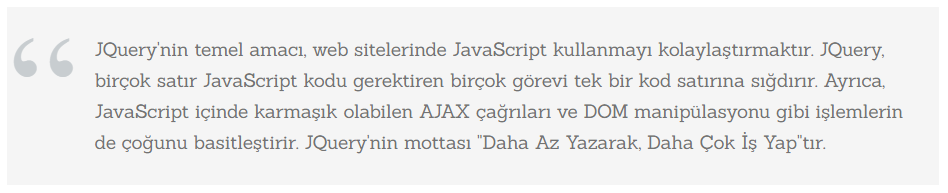 JQuery'nin temel amacı, web sitelerinde JavaScript kullanmayı kolaylaştırmaktır. JQuery,
birçok satır JavaScript kodu gerektiren birçok görevi tek bir kod satırına sığdırır. Ayrıca,
JavaScript içinde karmaşık olabilen AJAX çağrıları ve DOM manipülasyonu gibi işlemlerin
de çoğunu basitleştirir. JQuery'nin mottası "Daha Az Yazarak, Daha Çok İş Yap"tır.